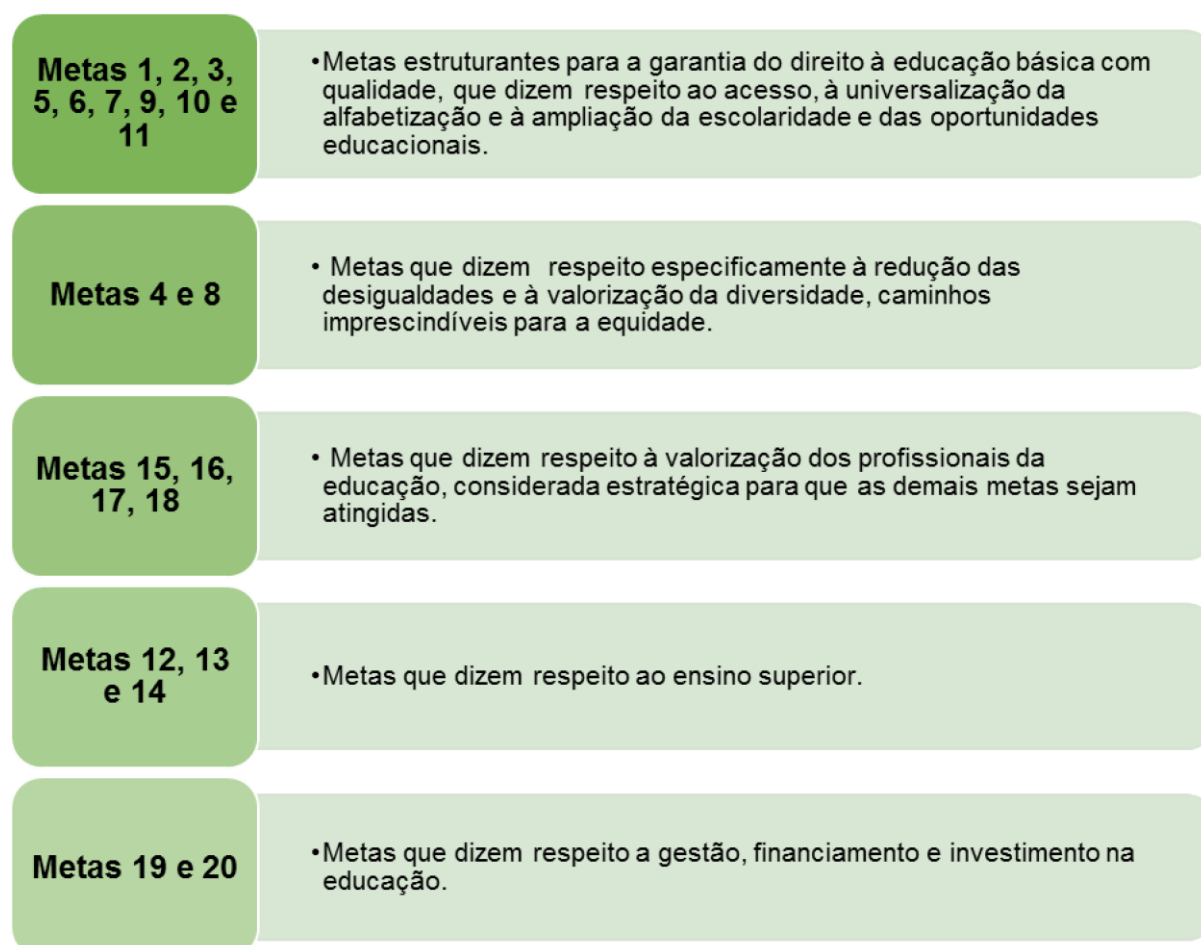 Metas 1, 2, 3,
5, 6, 7, 9, 10 e
11
•Metas estruturantes para a garantia do direito à educação básica com
qualidade, que dizem respeito ao acesso, à universalização da
alfabetização e à ampliação da escolaridade e das oportunidades
educacionais.
Metas 4 e 8
• Metas que dizem respeito especificamente à redução das
desigualdades e à valorização da diversidade, caminhos
imprescindíveis para a equidade.
Metas 15, 16,
17, 18
• Metas que dizem respeito à valorização dos profissionais da
educação, considerada estratégica para que as demais metas sejam
atingidas.
Metas 12, 13
e 14
•Metas que dizem respeito ao ensino superior.
Metas 19 e 20
•Metas que dizem respeito a gestão, financiamento e investimento na
educação.